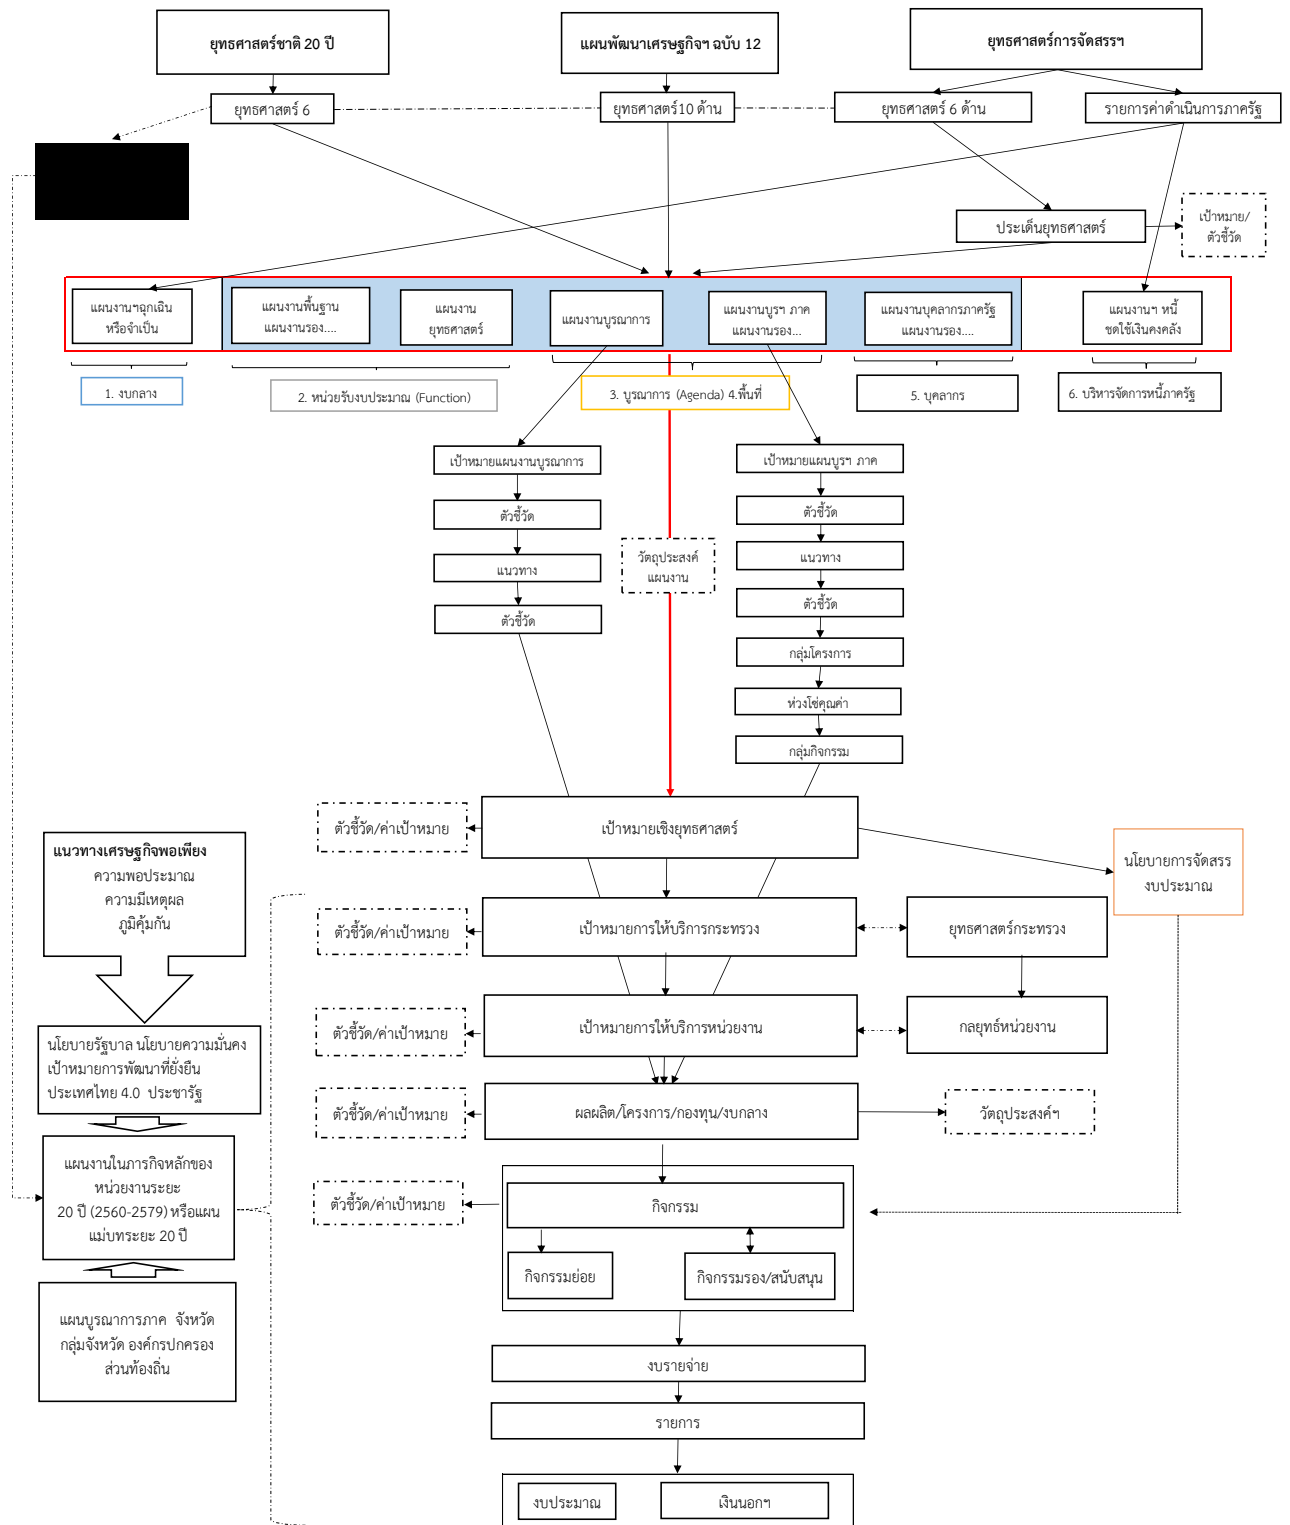 ยุทธศาสตร์ชาติ 20 ปี
แผนพัฒนาเศรษฐกิจฯ ฉบับ 12
ยุทธศาสตร์การจัดสรรฯ
ยุทธศาสตร์ 6
ยุทธศาสตร์10 ด้าน
ยุทธศาสตร์ 6 ด้าน
รายการค่าดำเนินการภาครัฐ
ประเด็นยุทธศาสตร์
เป้าหมาย/
ตัวชี้วัด
แผนงานฯฉุกเฉิน
หรือจำเป็น
แผนงานพื้นฐาน
แผนงานรอง....
แผนงาน
ยุทธศาสตร์
แผนงานบูรณาการ
แผนงานบูรฯ ภาค
แผนงานรอง...
แผนงานบุคลากรภาครัฐ
แผนงานรอง....
แผนงานฯ หนี้
ชดใช้เงินคงคลัง
1. งบกลาง
2. หน่วยรับงบประมาณ (Function)
3. บูรณาการ (Agenda) 4.พื้นที่
5. บุคลากร
6. บริหารจัดการหนี้ภาครัฐ
เป้าหมายแผนงานบูรณาการ
ตัวชี้วัด
แนวทาง
ตัวชี้วัด
วัตถุประสงค์
แผนงาน
เป้าหมายแผนบูรฯ ภาค
ตัวชี้วัด
แนวทาง
ตัวชี้วัด
กลุ่มโครงการ
ห่วงโซ่คุณค่า
กลุ่มกิจกรรม
ตัวชี้วัด/ค่าเป้าหมาย
เป้าหมายเชิงยุทธศาสตร์
นโยบายการจัดสรร
งบประมาณ
แนวทางเศรษฐกิจพอเพียง
ความพอประมาณ
ความมีเหตุผล
ภูมิคุ้มกัน
ตัวชี้วัด/ค่าเป้าหมาย
เป้าหมายการให้บริการกระทรวง
ยุทธศาสตร์กระทรวง
ตัวชี้วัด/ค่าเป้าหมาย
เป้าหมายการให้บริการหน่วยงาน
กลยุทธ์หน่วยงาน
นโยบายรัฐบาล นโยบายความมั่นคง
เป้าหมายการพัฒนาที่ยั่งยืน
ประเทศไทย 4.0 ประชารัฐ
ตัวชี้วัด/ค่าเป้าหมาย
ผลผลิต/โครงการ/กองทุน/งบกลาง
วัตถุประสงค์ฯ
แผนงานในภารกิจหลักของ
หน่วยงานระยะ
20 ปี (2560-2579) หรือแผน
แม่บทระยะ 20 ปี
ตัวชี้วัด/ค่าเป้าหมาย
กิจกรรม
กิจกรรมย่อย
กิจกรรมรอง/สนับสนุน
แผนบูรณาการภาค จังหวัด
กลุ่มจังหวัด องค์กรปกครอง
ส่วนท้องถิ่น
งบรายจ่าย
รายการ
งบประมาณ
เงินนอกฯ